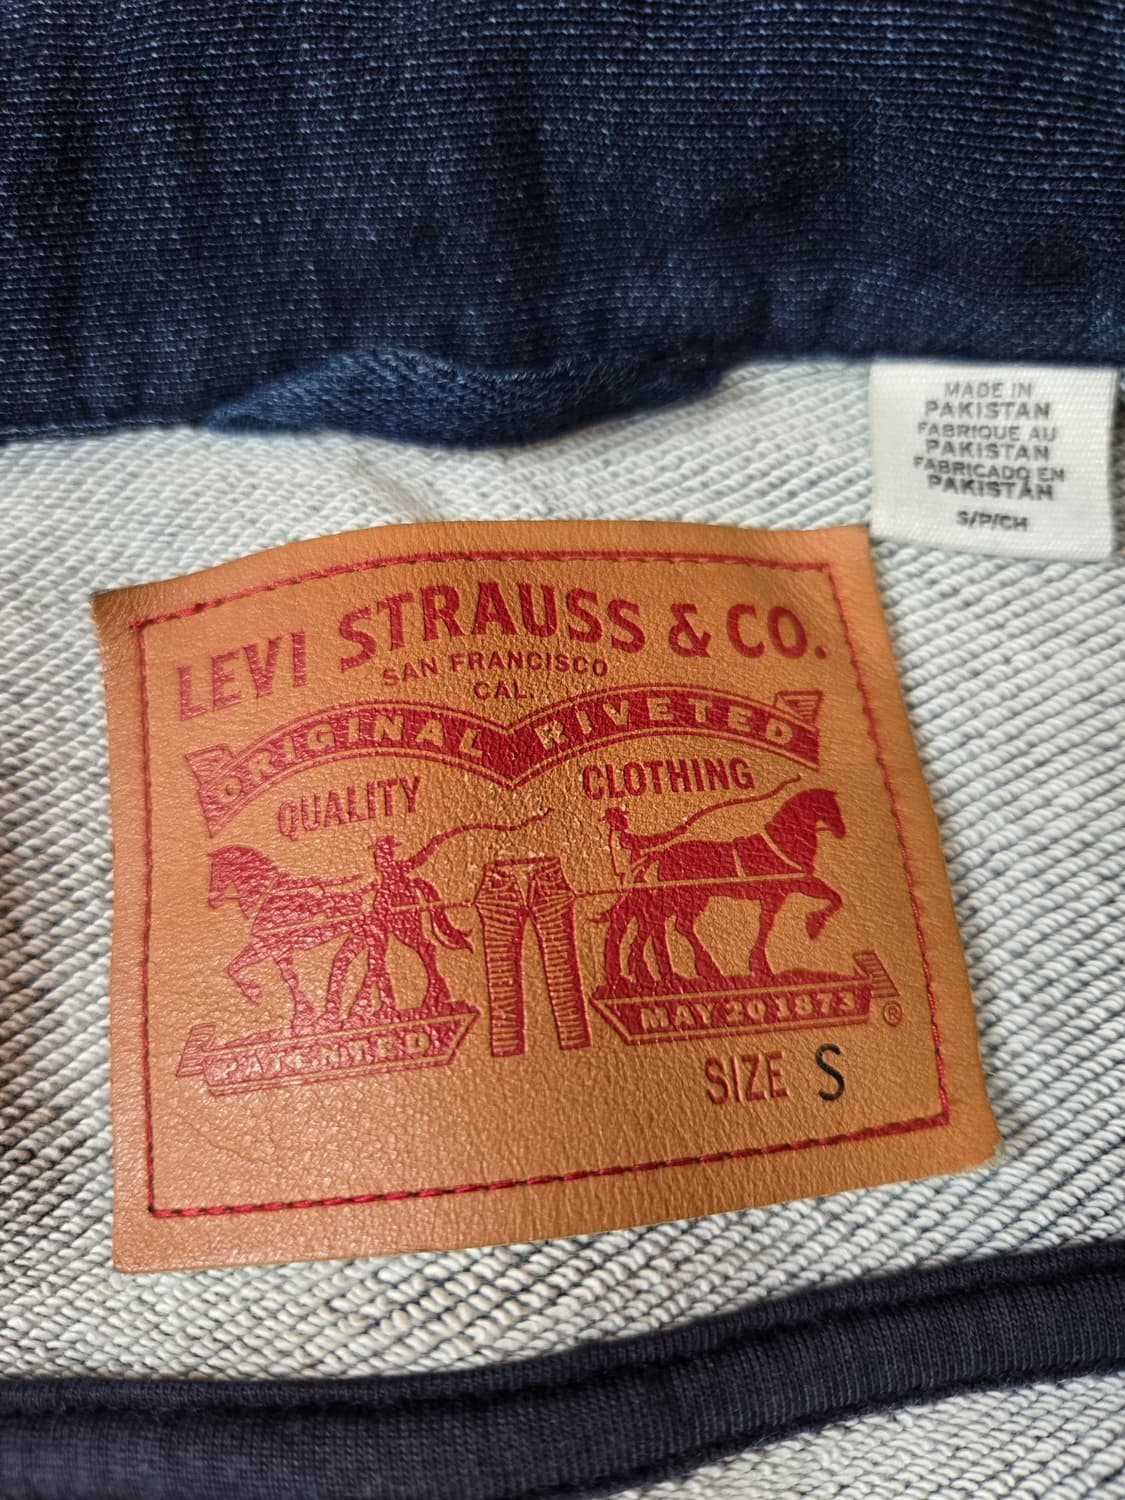 MADE IN
PAKISTAN
FABRIQUE AU
PAKISTAN
FABRICADO EN
PAKISTÁN
S/P/CH
LEVI STRAUSS & CO.
SAN FRANCISCO
CAL.
ORIGINAL RIVETED
QUALITY CLOTHING
PATENTED MAY 20 1873 ®
SIZE S